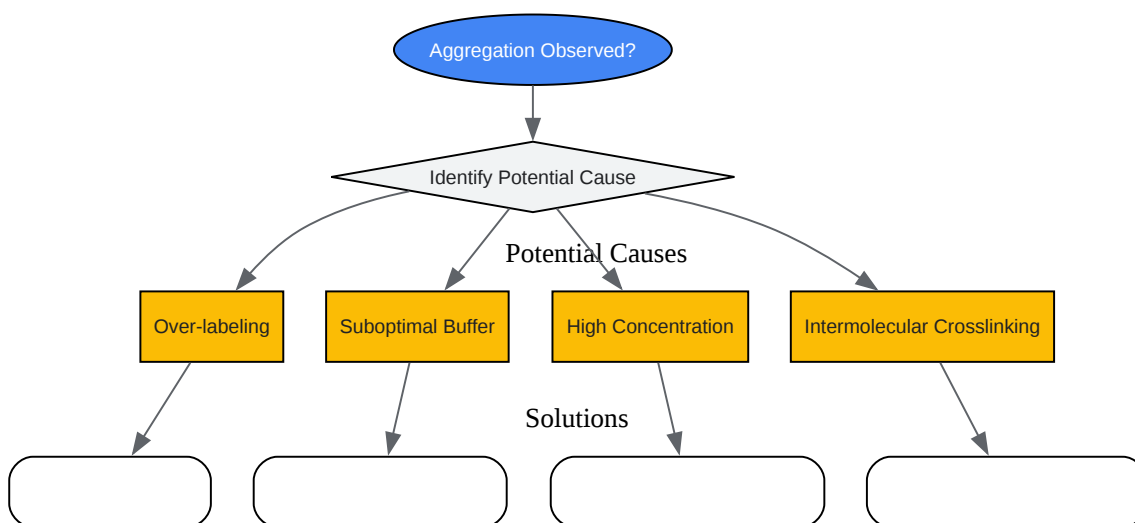 Aggregation Observed?
Identify Potential Cause
Potential Causes
Over-labeling
Suboptimal Buffer
High Concentration
Intermolecular Crosslinking
Solutions